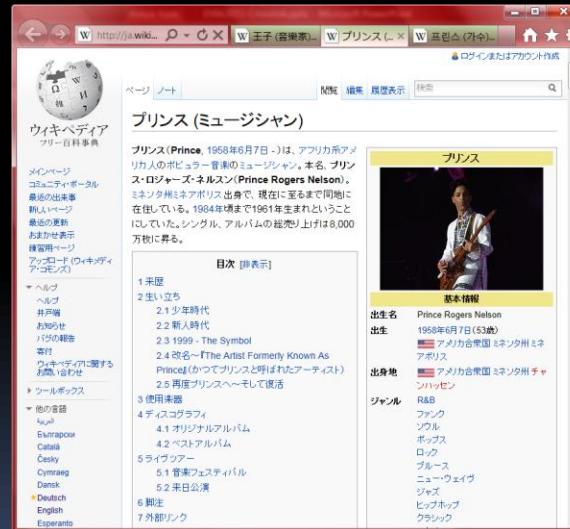 http://ja.wiki...
王子 (音樂家)...
プリンス (...
프린스 (가수)...
ログインまたはアカウント作成
ページ ノート 閲覧 編集 履歴表示 検索
ウィキペディア
フリー百科事典
メインページ
コミュニティ・ポータル
最近の出来事
新しいページ
最近の更新
おまかせ表示
練習用ページ
アップロード (ウィキメディア・コモンズ)
ヘルプ
ヘルプ
井戸端
お知らせ
バグの報告
寄付
ウィキペディアに関する
お問い合わせ
ツールボックス
他の言語
العربية
Български
Català
Česky
Cymraeg
Dansk
Deutsch
English
Esperanto
プリンス (ミュージシャン)
プリンス(Prince, 1958年6月7日 - )は、アフリカ系アメ
リカ人のポピュラー音楽のミュージシャン。本名、プリン
ス・ロジャーズ・ネルスン(Prince Rogers Nelson)。
ミネソタ州ミネアポリス出身で、現在に至るまで同地に
在住している。1984年頃まで1961年生まれということ
にしていた。シングル、アルバムの総売り上げは8,000
万枚に昇る。
目次 [非表示]
1 来歴
2 生い立ち
2.1 少年時代
2.2 新人時代
2.3 1999 - The Symbol
2.4 改名〜『The Artist Formerly Known As
Prince』(かつてプリンスと呼ばれたアーティスト)
2.5 再度プリンスへ〜そして復活
3 使用楽器
4 ディスコグラフィ
4.1 オリジナルアルバム
4.2 ベストアルバム
5 ライヴツアー
5.1 音楽フェスティバル
5.2 来日公演
6 脚注
7 外部リンク
プリンス
基本情報
出生名 Prince Rogers Nelson
出生 1958年6月7日(53歳)
アメリカ合衆国 ミネソタ州 ミネ
アポリス
出身地 アメリカ合衆国 ミネソタ州 チャ
ンハッセン
ジャンル R&B
ファンク
ソウル
ポップス
ロック
ブルース
ニュー・ウェイヴ
ジャズ
ヒップホップ
クラシック